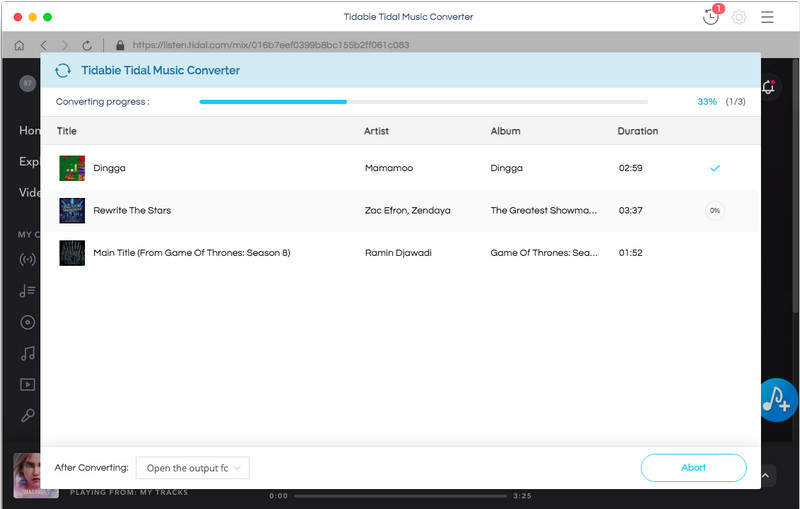 Tidabie Tidal Music Converter
1
https://listen.tidal.com/mix/016b7eef0399b8bc155b2ff061c083
87
Tidabie Tidal Music Converter
Converting progress : 33% (1/3)
Title Artist Album Duration
Dingga Mamamoo Dingga 02:59
Rewrite The Stars Zac Efron, Zendaya The Greatest Showma... 03:37 0%
Main Title (From Game Of Thrones: Season 8) Ramin Djawadi Game Of Thrones: Sea... 01:52
Hon
Expl
Vide
MY C
After Converting: Open the output fc Abort
PLAYING FROM: MY TRACKS
0:00 3:25